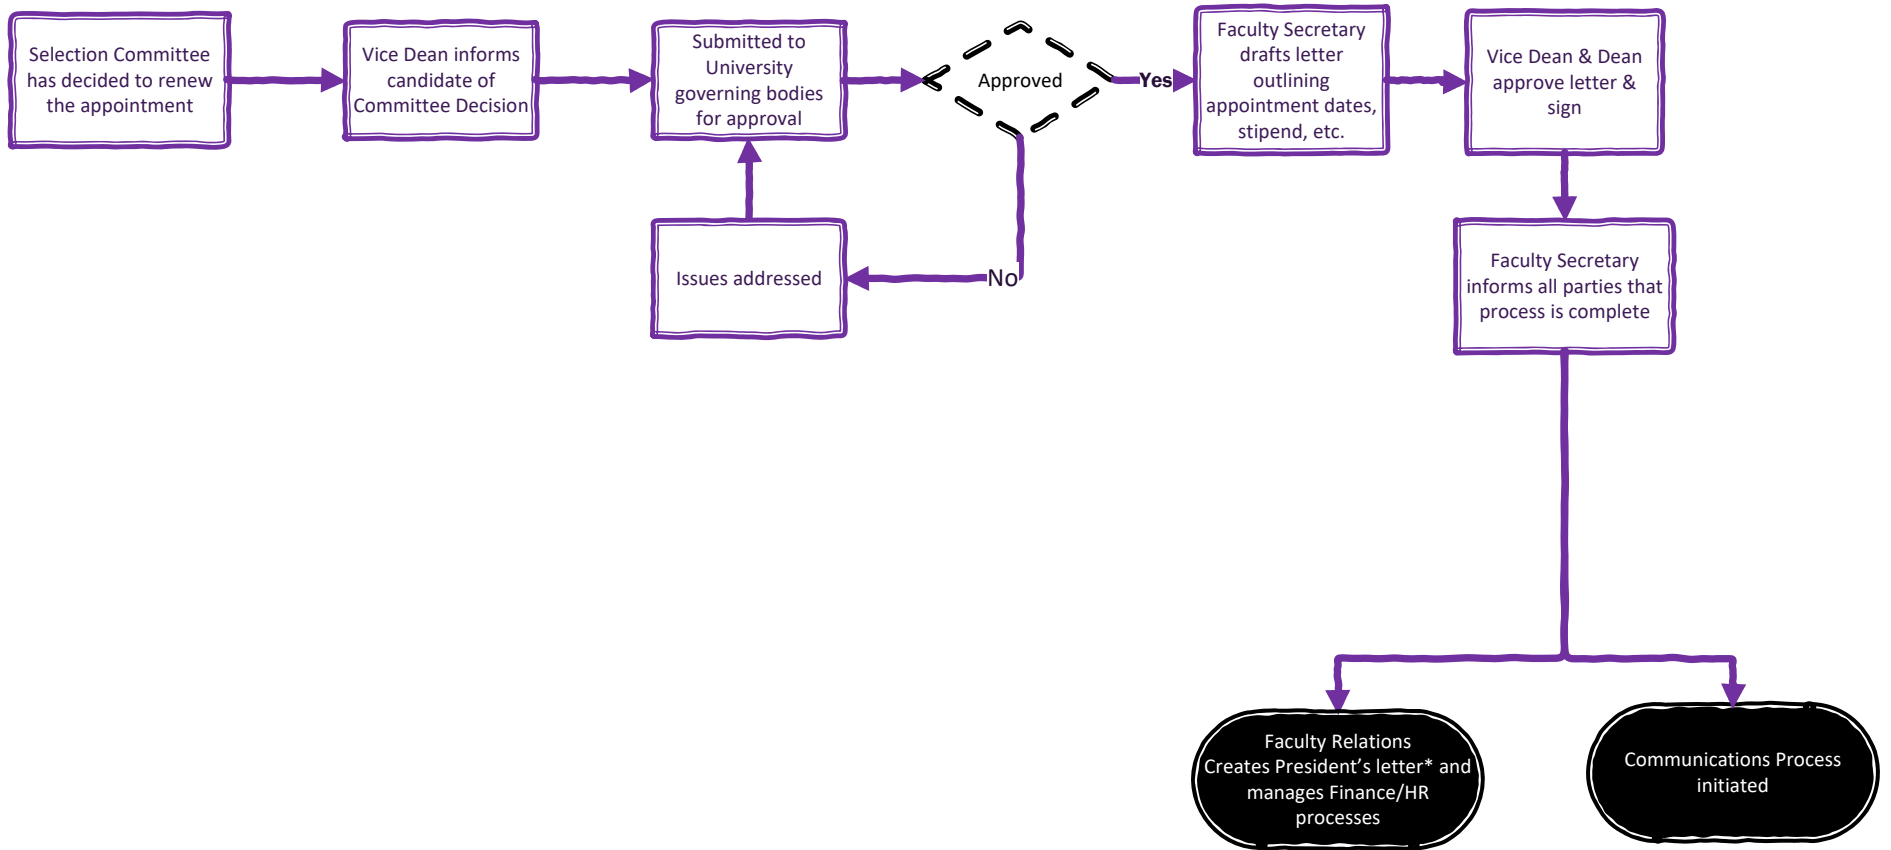 Selection Committee
has decided to renew
the appointment
Vice Dean informs
candidate of
Committee Decision
Submitted to
University
governing bodies
for approval
Approved
Yes
Faculty Secretary
drafts letter
outlining
appointment dates,
stipend, etc.
Vice Dean & Dean
approve letter &
sign
Issues addressed
No
Faculty Secretary
informs all parties that
process is complete
Faculty Relations
Creates President’s letter* and
manages Finance/HR
processes
Communications Process
initiated